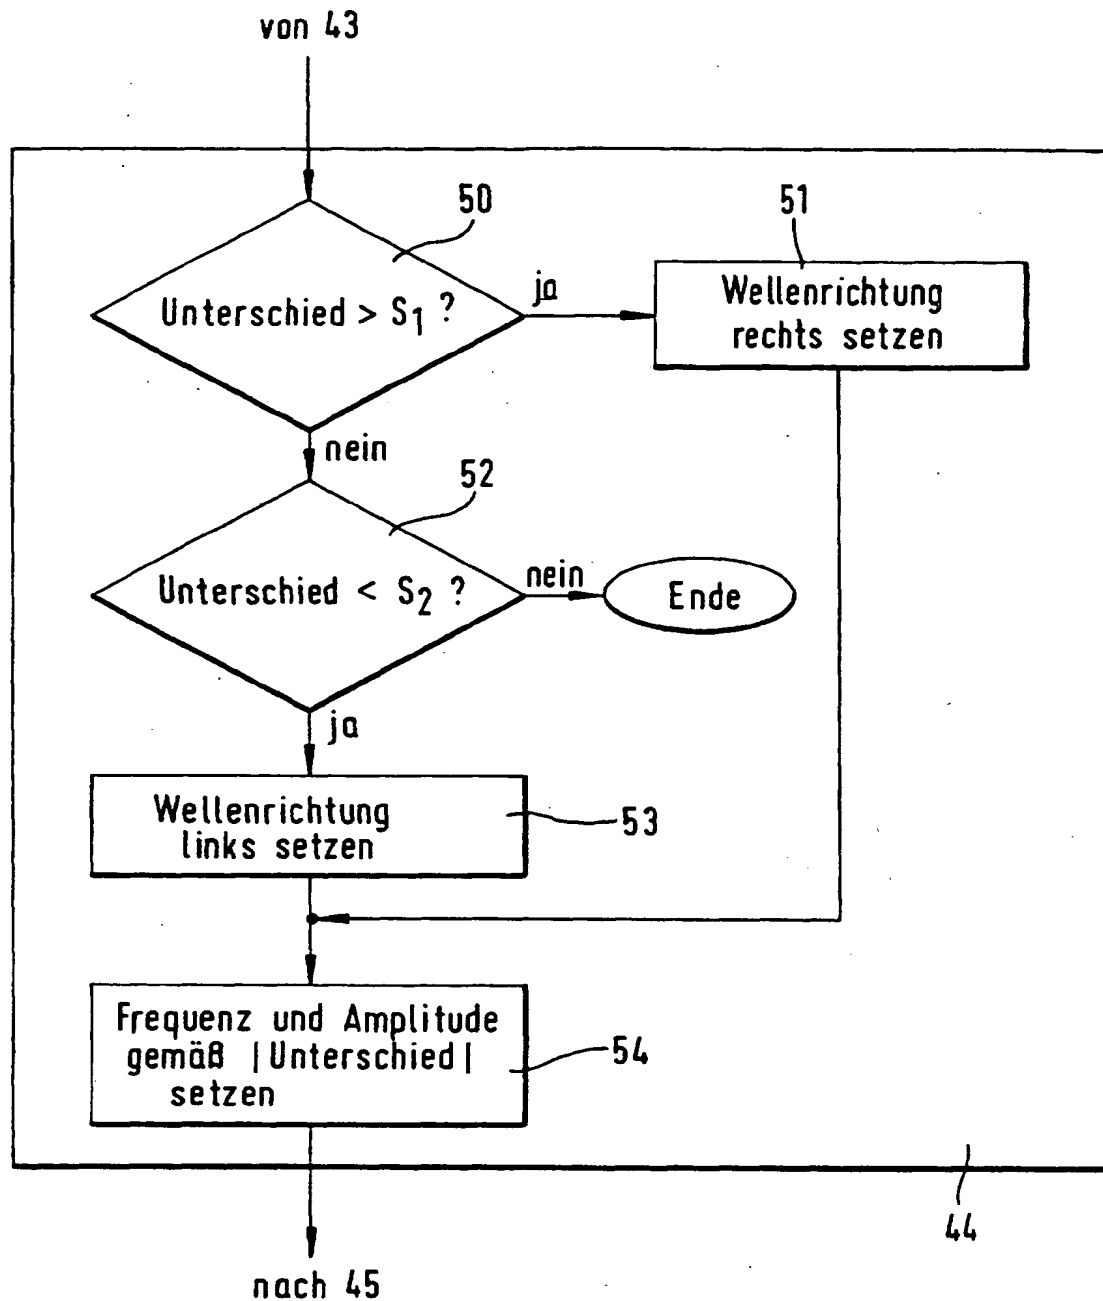 von 43
50
51
Unterschied > S1 ?
ja
Wellenrichtung
rechts setzen
nein
52
Unterschied < S2 ?
nein
Ende
ja
Wellenrichtung
links setzen
53
Frequenz und Amplitude
gemäß |Unterschied|
setzen
54
44
nach 45